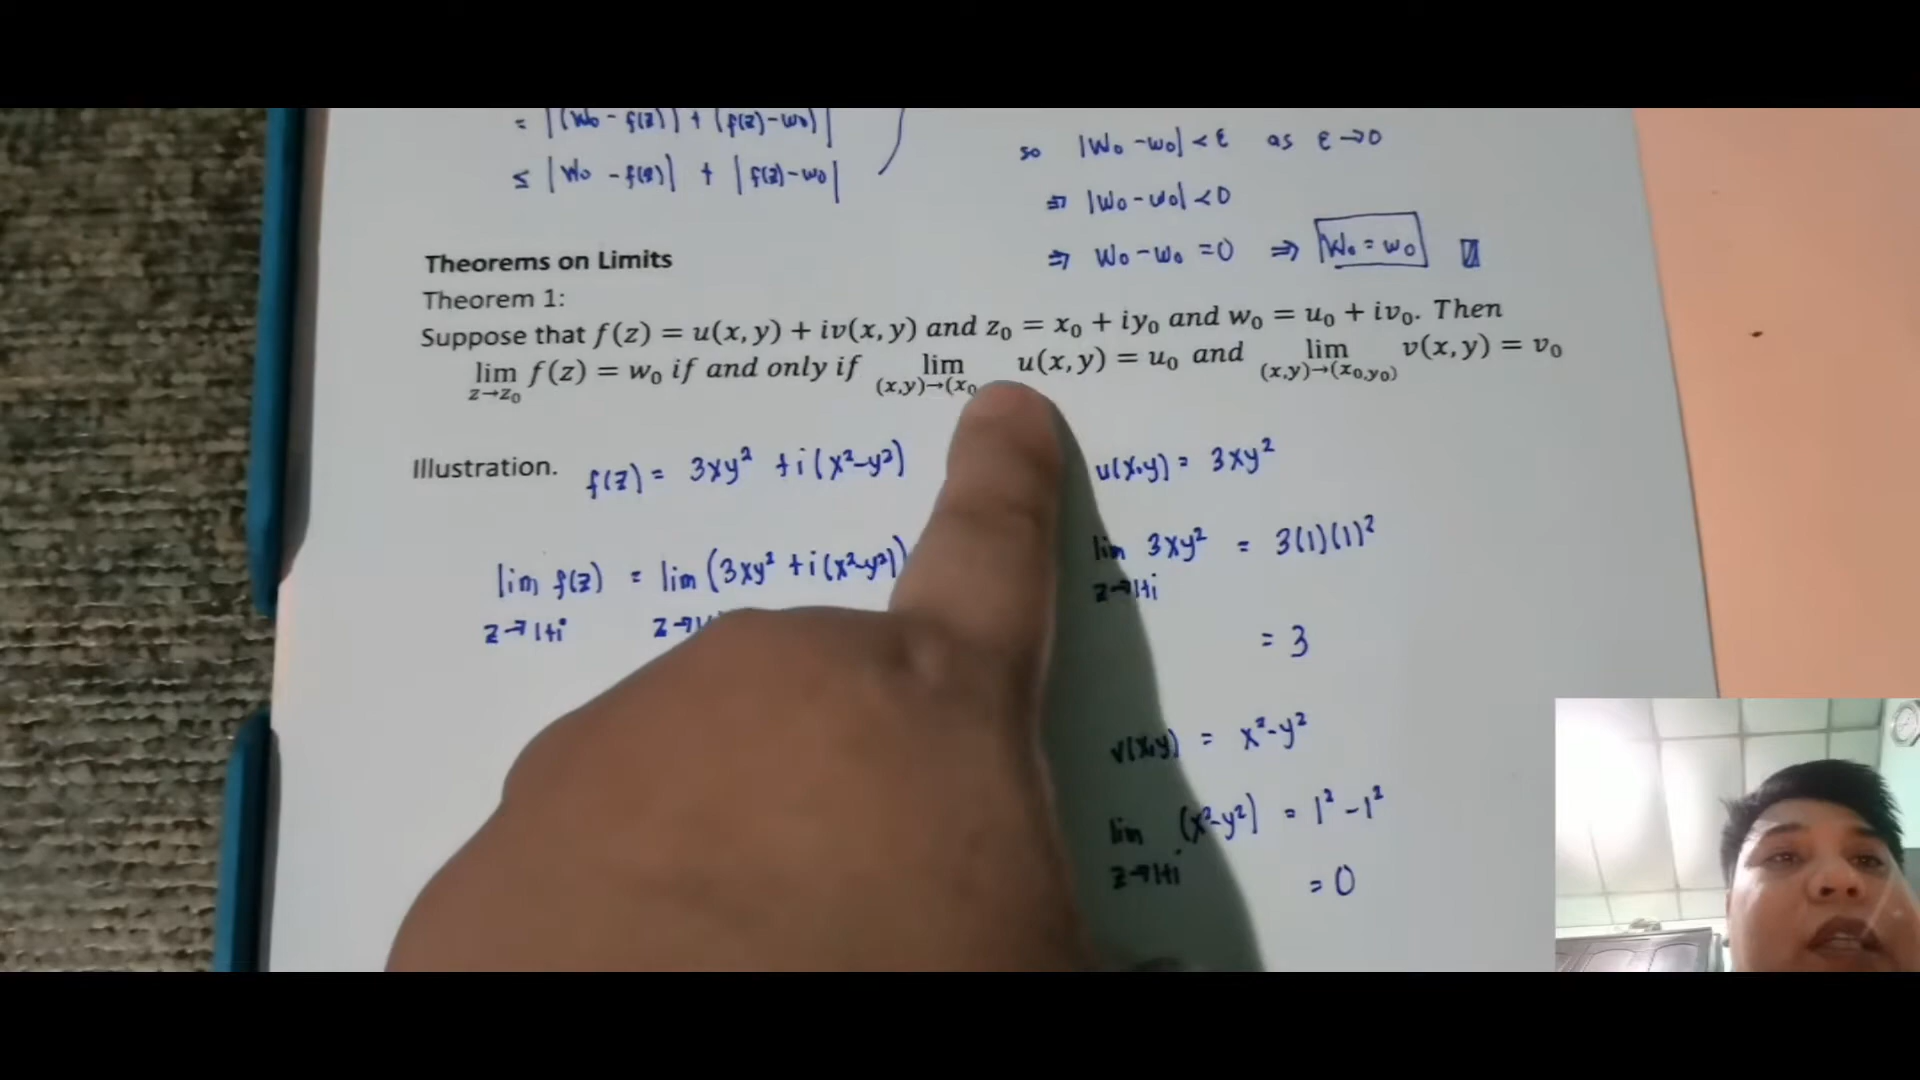 = |(W₀ - f(z)) + (f(z) - w₀)|
≤ |W₀ - f(z)| + |f(z) - w₀|
so |W₀ - w₀| < ε as ε → 0
⇒ |W₀ - w₀| < 0
⇒ W₀ - w₀ = 0 ⇒ W₀ = w₀
Theorems on Limits
Theorem 1:
Suppose that f(z) = u(x, y) + iv(x, y) and z₀ = x₀ + iy₀ and w₀ = u₀ + iv₀. Then
lim f(z) = w₀ if and only if lim u(x, y) = u₀ and lim v(x, y) = v₀
z→z₀ (x,y)→(x₀ (x,y)→(x₀,y₀)
Illustration. f(z) = 3xy² + i(x²-y²)
lim f(z) = lim (3xy² + i(x²-y²))
z→1+i z→1
u(x,y) = 3xy²
lim 3xy² = 3(1)(1)²
z→1+i
= 3
v(x,y) = x²-y²
lim (x²-y²) = 1² - 1²
z→1+i
= 0